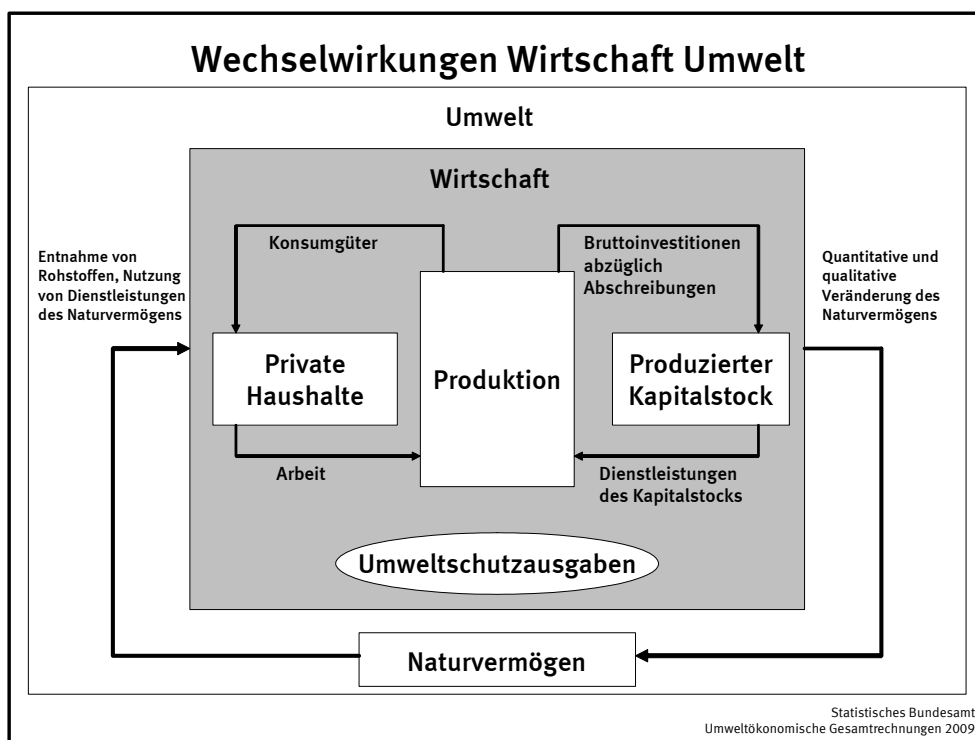 Wechselwirkungen Wirtschaft Umwelt
Umwelt
Wirtschaft
Entnahme von
Rohstoffen, Nutzung
von Dienstleistungen
des Naturvermögens
Konsumgüter
Bruttoinvestitionen
abzüglich
Abschreibungen
Quantitative und
qualitative
Veränderung des
Naturvermögens
Private
Haushalte
Produktion
Produzierter
Kapitalstock
Arbeit
Dienstleistungen
des Kapitalstocks
Umweltschutzausgaben
Naturvermögen
Statistisches Bundesamt
Umweltökonomische Gesamtrechnungen 2009